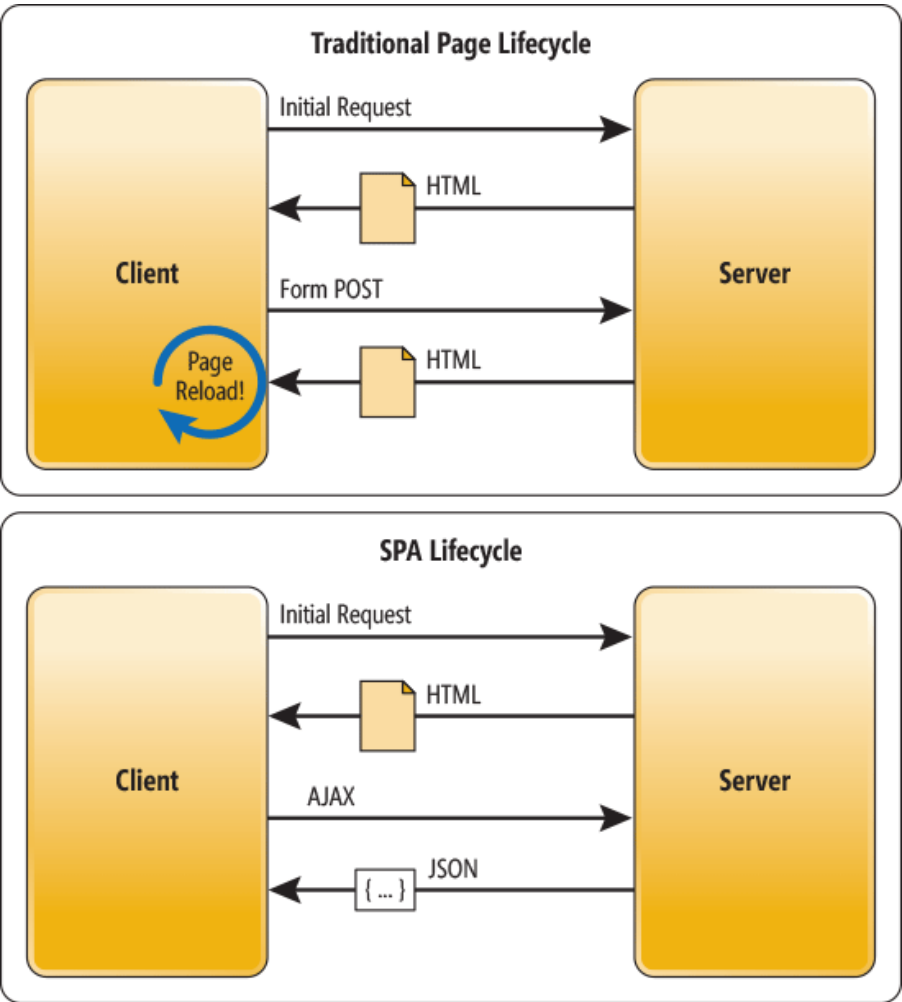 Traditional Page Lifecycle
Initial Request
HTML
Client
Server
Form POST
HTML
Page
Reload!
SPA Lifecycle
Initial Request
HTML
Client
Server
AJAX
JSON
{ ... }